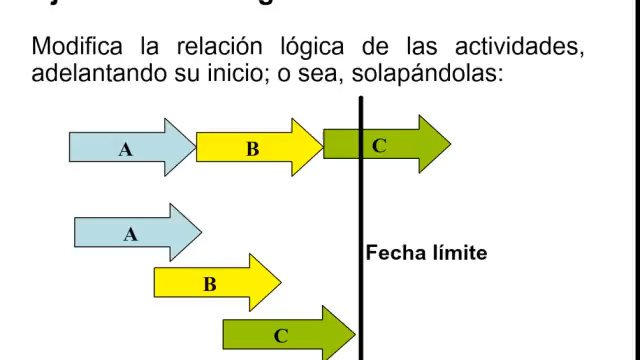 Modifica la relación lógica de las actividades,
adelantando su inicio; o sea, solapándolas:
A B C
A
Fecha límite
B
C